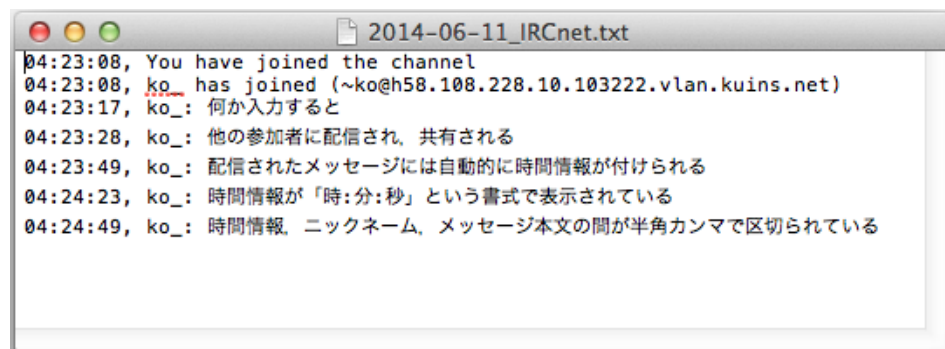 2014-06-11_IRCnet.txt
04:23:08, You have joined the channel
04:23:08, ko_ has joined (~ko@h58.108.228.10.103222.vlan.kuins.net)
04:23:17, ko_: 何か入力すると
04:23:28, ko_: 他の参加者に配信され，共有される
04:23:49, ko_: 配信されたメッセージには自動的に時間情報が付けられる
04:24:23, ko_: 時間情報が「時:分:秒」という書式で表示されている
04:24:49, ko_: 時間情報，ニックネーム，メッセージ本文の間が半角カンマで区切られている